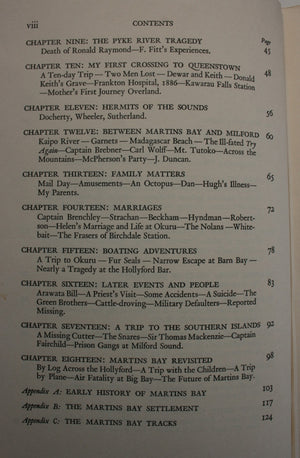 viii
CONTENTS
Page
CHAPTER NINE: THE PYKE RIVER TRAGEDY 45
Death of Ronald Raymond—F. Fitt's Experiences.
CHAPTER TEN: MY FIRST CROSSING TO QUEENSTOWN 48
A Ten-day Trip — Two Men Lost — Dewar and Keith — Donald
Keith's Grave—Frankton Hospital, 1886—Kawarau Falls Station
—Mother's First Journey Overland.
CHAPTER ELEVEN: HERMITS OF THE SOUNDS 56
Docherty, Wheeler, Sutherland.
CHAPTER TWELVE: BETWEEN MARTINS BAY AND MILFORD 60
Kaipo River — Garnets — Madagascar Beach — The Ill-fated Try
Again—Captain Brebner—Carl Wolff—Mt. Tutoko—Across the
Mountains—McPherson's Party—J. Duncan.
CHAPTER THIRTEEN: FAMILY MATTERS 65
Mail Day—Amusements—An Octopus—Dan—Hugh's Illness—
My Parents.
CHAPTER FOURTEEN: MARRIAGES 72
Captain Brenchley—Strachan—Beckham—Hyndman—Robert-
son—Helen's Marriage and Life at Okuru—The Nolans—White-
bait—The Frasers of Birchdale Station.
CHAPTER FIFTEEN: BOATING ADVENTURES 78
A Trip to Okuru — Fur Seals — Narrow Escape at Barn Bay —
Nearly a Tragedy at the Hollyford Bar.
CHAPTER SIXTEEN: LATER EVENTS AND PEOPLE 83
Arawata Bill—A Priest's Visit—Some Accidents—A Suicide—The
Green Brothers—Cattle-droving—Military Defaulters—Reported
Missing.
CHAPTER SEVENTEEN: A TRIP TO THE SOUTHERN ISLANDS 92
A Missing Cutter—The Snares—Sir Thomas Mackenzie—Captain
Fairchild—Prison Gangs at Milford Sound.
CHAPTER EIGHTEEN: MARTINS BAY REVISITED 98
By Log Across the Hollyford—A Trip with the Children—A Trip
by Plane—Air Fatality at Big Bay—The Future of Martins Bay.
Appendix A: EARLY HISTORY OF MARTINS BAY 103
Appendix B: THE MARTINS BAY SETTLEMENT 117
Appendix C: THE MARTINS BAY TRACKS 124